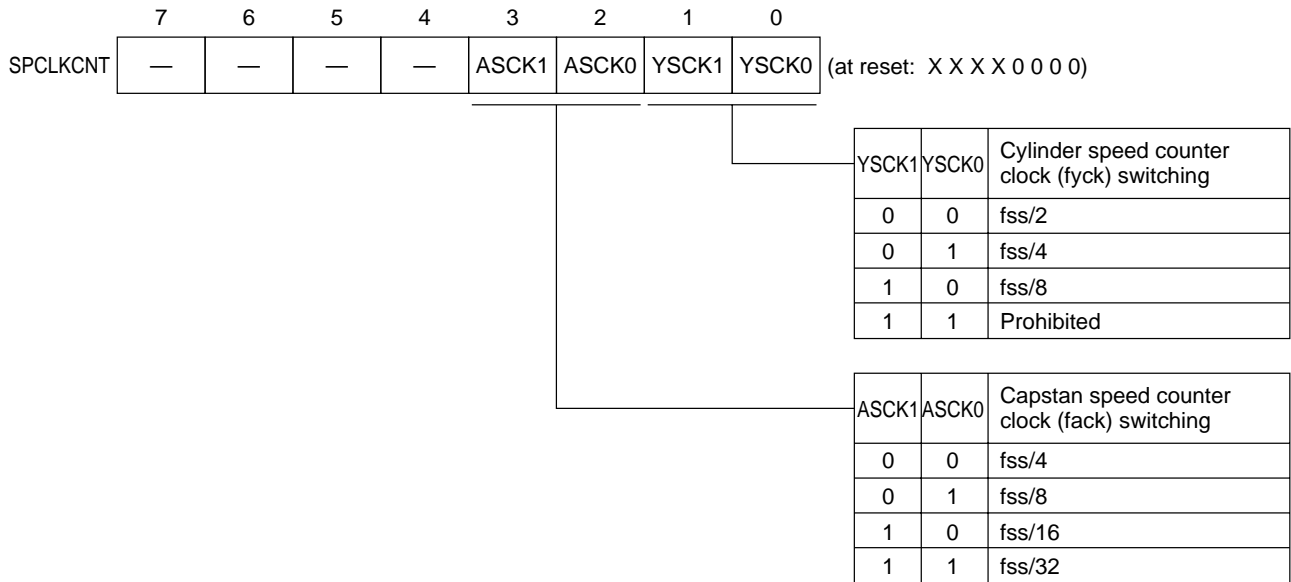 7 6 5 4 3 2 1 0
SPCLKCNT — — — — ASCK1 ASCK0 YSCK1 YSCK0 (at reset: X X X X 0 0 0 0)
YSCK1 YSCK0 Cylinder speed counter
clock (fyck) switching
0 0 fss/2
0 1 fss/4
1 0 fss/8
1 1 Prohibited
ASCK1 ASCK0 Capstan speed counter
clock (fack) switching
0 0 fss/4
0 1 fss/8
1 0 fss/16
1 1 fss/32